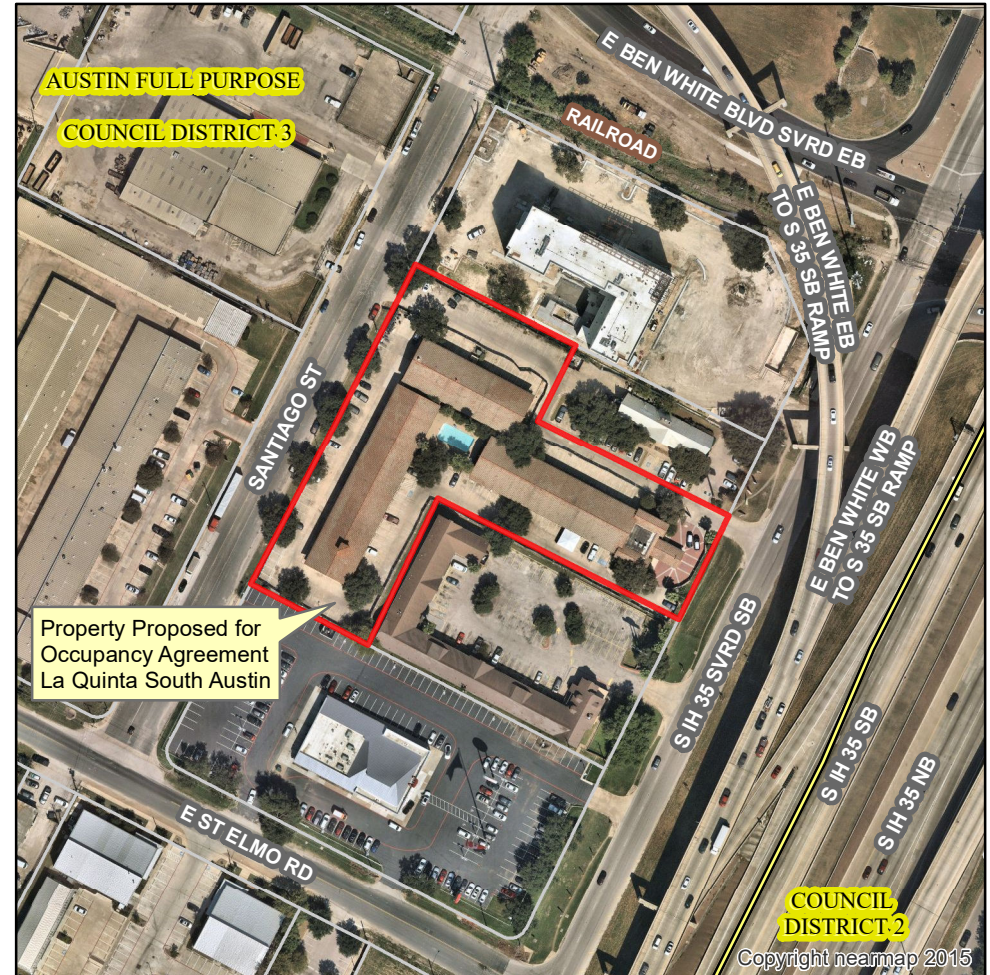 AUSTIN FULL PURPOSE
COUNCIL DISTRICT 3
E BEN WHITE BLVD SVRD EB
RAILROAD
E BEN WHITE EB
TO S 35 SB RAMP
SANTIAGO ST
E BEN WHITE WB
TO S 35 SB RAMP
Property Proposed for
Occupancy Agreement
La Quinta South Austin
S IH 35 SVRD SB
S IH 35 SB
S IH 35 NB
E ST ELMO RD
COUNCIL
DISTRICT 2
Copyright nearmap 2015